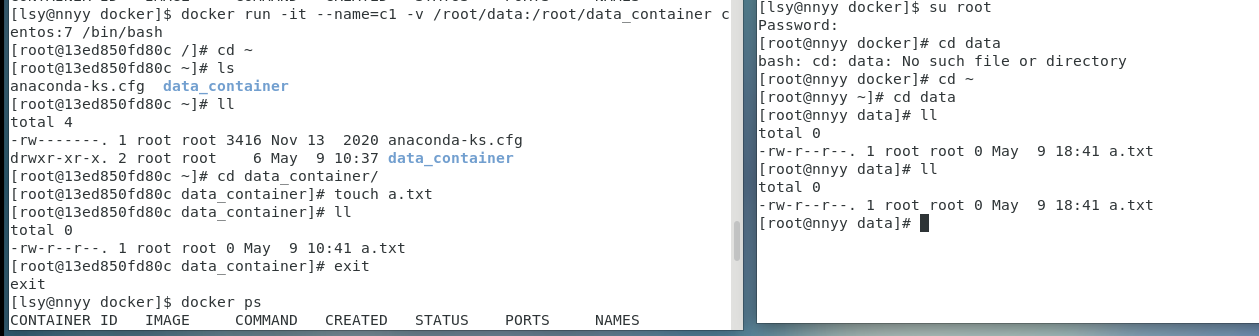 [lsy@nnyy docker]$ docker run -it --name=c1 -v /root/data:/root/data_container c
entos:7 /bin/bash
[root@13ed850fd80c /]# cd ~
[root@13ed850fd80c ~]# ls
anaconda-ks.cfg  data_container
[root@13ed850fd80c ~]# ll
total 4
-rw-------. 1 root root 3416 Nov 13  2020 anaconda-ks.cfg
drwxr-xr-x. 2 root root    6 May  9 10:37 data_container
[root@13ed850fd80c ~]# cd data_container/
[root@13ed850fd80c data_container]# touch a.txt
[root@13ed850fd80c data_container]# ll
total 0
-rw-r--r--. 1 root root 0 May  9 10:41 a.txt
[root@13ed850fd80c data_container]# exit
exit
[lsy@nnyy docker]$ docker ps
CONTAINER ID   IMAGE     COMMAND   CREATED   STATUS    PORTS     NAMES
[lsy@nnyy docker]$ su root
Password:
[root@nnyy docker]# cd data
bash: cd: data: No such file or directory
[root@nnyy docker]# cd ~
[root@nnyy ~]# cd data
[root@nnyy data]# ll
total 0
-rw-r--r--. 1 root root 0 May  9 18:41 a.txt
[root@nnyy data]# ll
total 0
-rw-r--r--. 1 root root 0 May  9 18:41 a.txt
[root@nnyy data]#